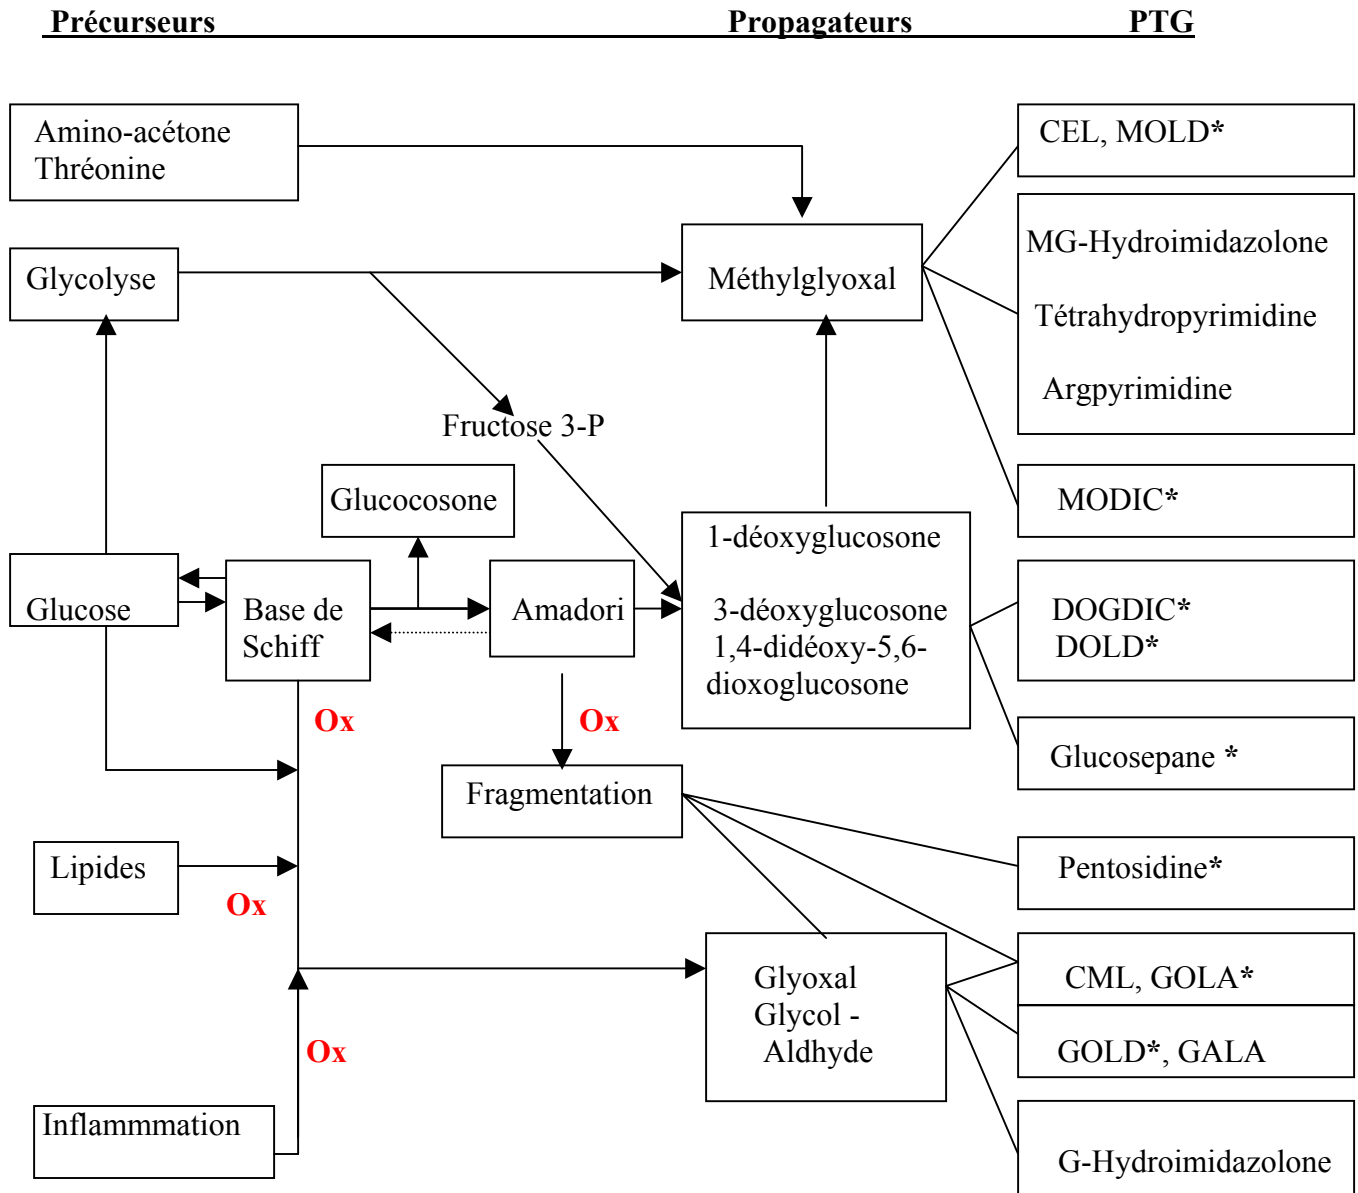 Précurseurs Propagateurs PTG
Amino-acétone
Thréonine
CEL, MOLD*
Glycolyse
Méthylglyoxal
MG-Hydroimidazolone
Tétrahydropyrimidine
Argpyrimidine
Fructose 3-P
MODIC*
Glucocosone
Glucose
Base de
Schiff
Amadori
1-déoxyglucosone
3-déoxyglucosone
1,4-didéoxy-5,6-
dioxoglucosone
DOGDIC*
DOLD*
Ox
Ox
Glucosepane *
Fragmentation
Lipides
Ox
Pentosidine*
Glyoxal
Glycol -
Aldhyde
CML, GOLA*
GOLD*, GALA
Ox
Inflammmation
G-Hydroimidazolone